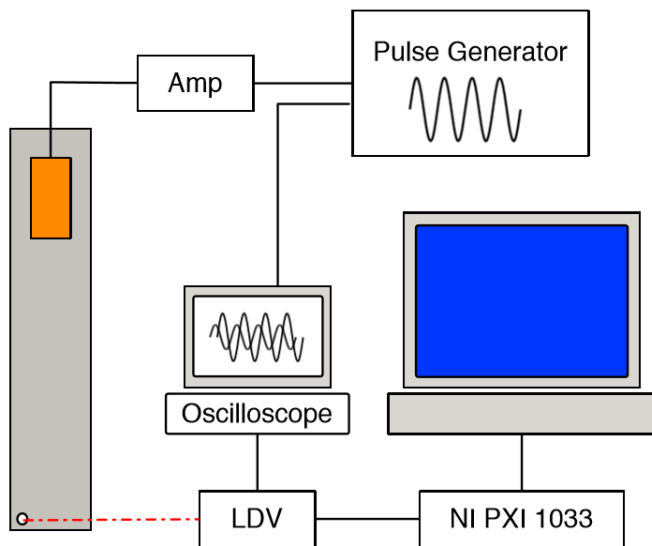 Pulse Generator
Amp
Oscilloscope
LDV
NI PXI 1033